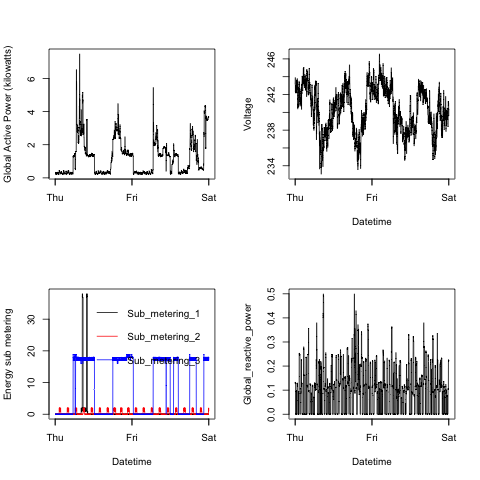 Global Active Power (kilowatts)
0 2 4 6
Thu Fri Sat
Voltage
234 238 242 246
Thu Fri Sat
Datetime
Energy sub metering
0 10 20 30
Sub_metering_1
Sub_metering_2
Sub_metering_3
Thu Fri Sat
Datetime
Global_reactive_power
0.0 0.1 0.2 0.3 0.4 0.5
Thu Fri Sat
Datetime